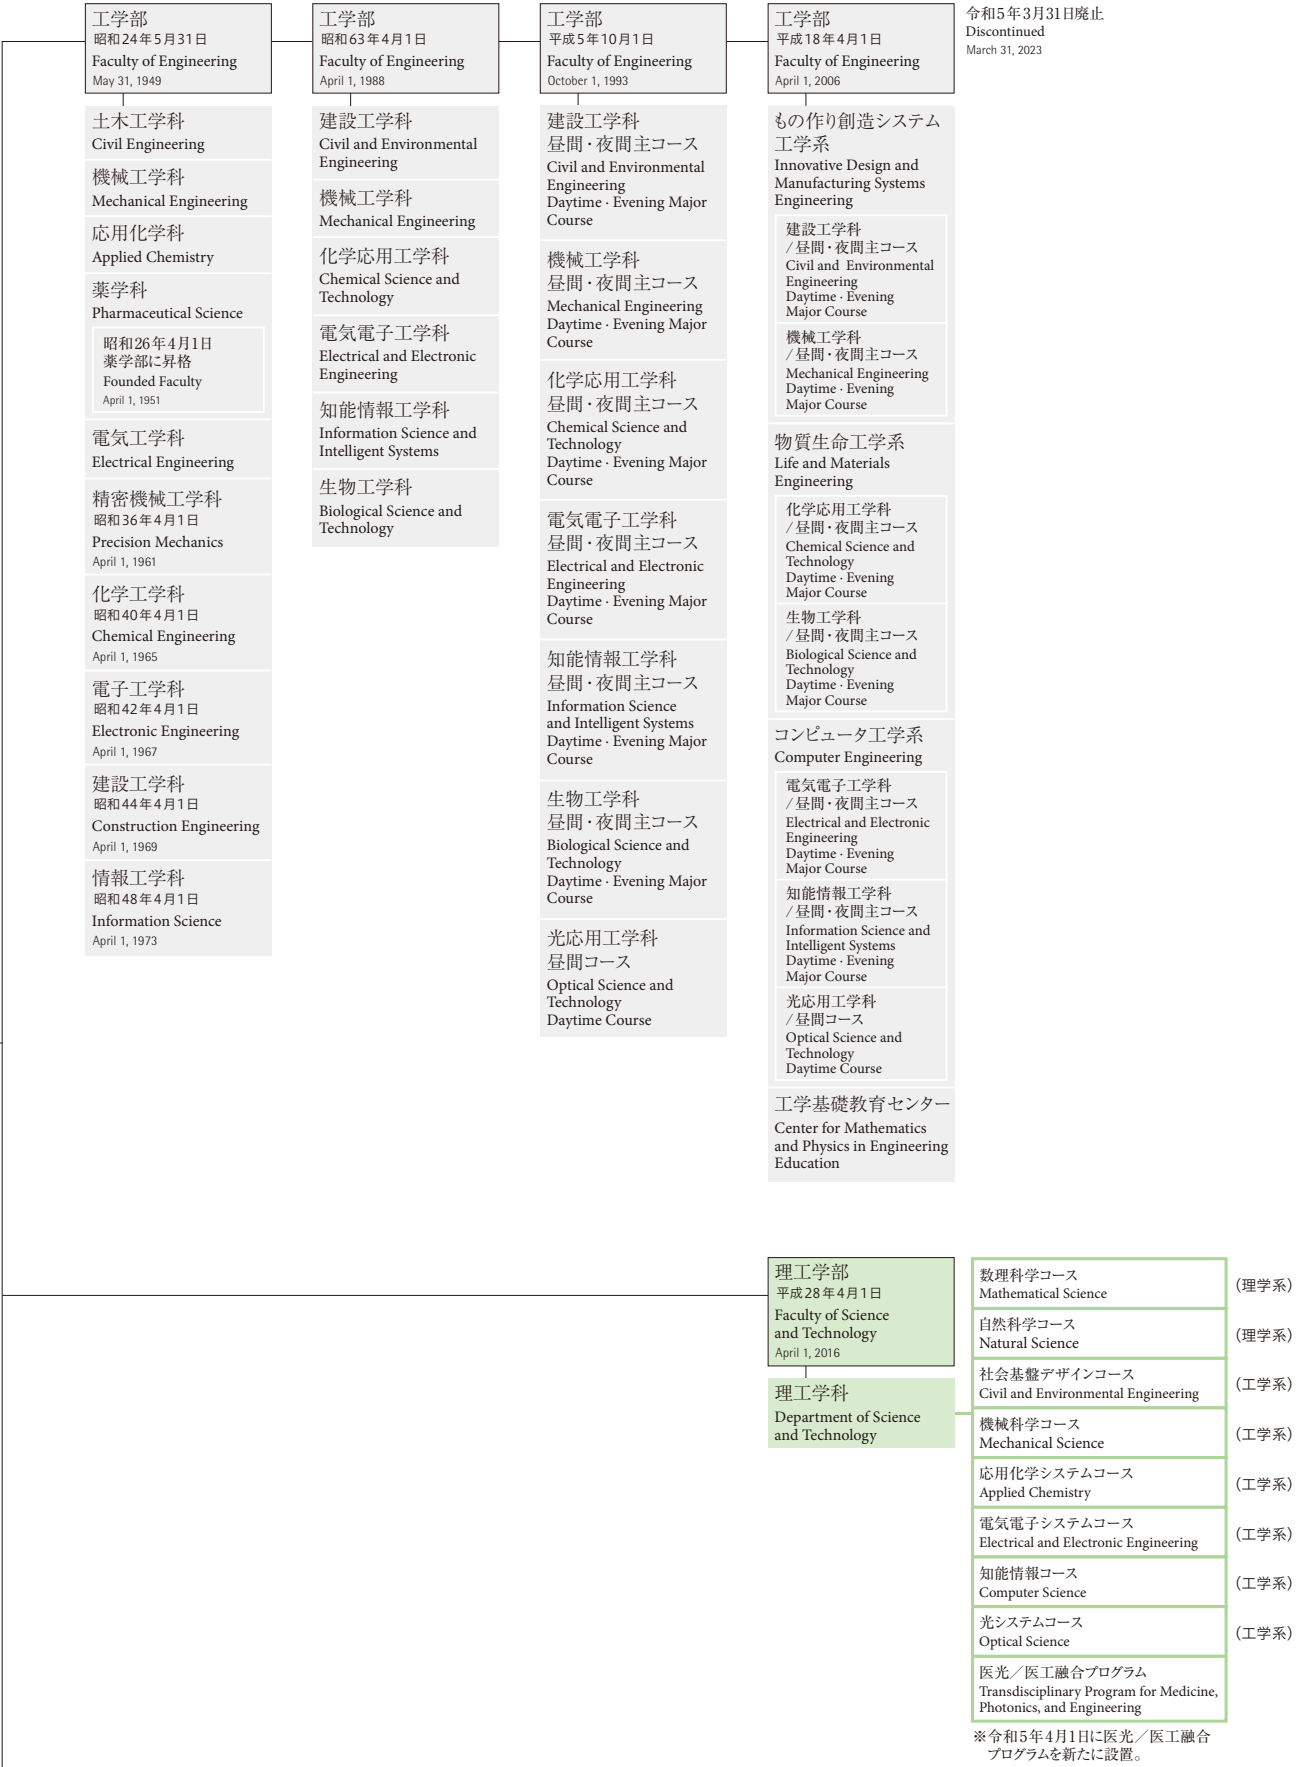 工学部
昭和24年5月31日
Faculty of Engineering
May 31, 1949
土木工学科
Civil Engineering
機械工学科
Mechanical Engineering
応用化学科
Applied Chemistry
薬学科
Pharmaceutical Science
昭和26年4月1日
薬学部に昇格
Founded Faculty
April 1, 1951
電気工学科
Electrical Engineering
精密機械工学科
昭和36年4月1日
Precision Mechanics
April 1, 1961
化学工学科
昭和40年4月1日
Chemical Engineering
April 1, 1965
電子工学科
昭和42年4月1日
Electronic Engineering
April 1, 1967
建設工学科
昭和44年4月1日
Construction Engineering
April 1, 1969
情報工学科
昭和48年4月1日
Information Science
April 1, 1973
工学部
昭和63年4月1日
Faculty of Engineering
April 1, 1988
建設工学科
Civil and Environmental
Engineering
機械工学科
Mechanical Engineering
化学応用工学科
Chemical Science and
Technology
電気電子工学科
Electrical and Electronic
Engineering
知能情報工学科
Information Science and
Intelligent Systems
生物工学科
Biological Science and
Technology
工学部
平成5年10月1日
Faculty of Engineering
October 1, 1993
建設工学科
昼間・夜間主コース
Civil and Environmental
Engineering
Daytime · Evening Major
Course
機械工学科
昼間・夜間主コース
Mechanical Engineering
Daytime · Evening Major
Course
化学応用工学科
昼間・夜間主コース
Chemical Science and
Technology
Daytime · Evening Major
Course
電気電子工学科
昼間・夜間主コース
Electrical and Electronic
Engineering
Daytime · Evening Major
Course
知能情報工学科
昼間・夜間主コース
Information Science
and Intelligent Systems
Daytime · Evening Major
Course
生物工学科
昼間・夜間主コース
Biological Science and
Technology
Daytime · Evening Major
Course
光応用工学科
昼間コース
Optical Science and
Technology
Daytime Course
工学部
平成18年4月1日
Faculty of Engineering
April 1, 2006
もの作り創造システム
工学系
Innovative Design and
Manufacturing Systems
Engineering
建設工学科
/昼間・夜間主コース
Civil and Environmental
Engineering
Daytime · Evening
Major Course
機械工学科
/昼間・夜間主コース
Mechanical Engineering
Daytime · Evening
Major Course
物質生命工学系
Life and Materials
Engineering
化学応用工学科
/昼間・夜間主コース
Chemical Science and
Technology
Daytime · Evening
Major Course
生物工学科
/昼間・夜間主コース
Biological Science and
Technology
Daytime · Evening
Major Course
コンピュータ工学系
Computer Engineering
電気電子工学科
/昼間・夜間主コース
Electrical and Electronic
Engineering
Daytime · Evening
Major Course
知能情報工学科
/昼間・夜間主コース
Information Science and
Intelligent Systems
Daytime · Evening
Major Course
光応用工学科
/昼間コース
Optical Science and
Technology
Daytime Course
工学基礎教育センター
Center for Mathematics
and Physics in Engineering
Education
令和5年3月31日廃止
Discontinued
March 31, 2023
理工学部
平成28年4月1日
Faculty of Science
and Technology
April 1, 2016
理工学科
Department of Science
and Technology
数理科学コース
Mathematical Science
(理学系)
自然科学コース
Natural Science
(理学系)
社会基盤デザインコース
Civil and Environmental Engineering
(工学系)
機械科学コース
Mechanical Science
(工学系)
応用化学システムコース
Applied Chemistry
(工学系)
電気電子システムコース
Electrical and Electronic Engineering
(工学系)
知能情報コース
Computer Science
(工学系)
光システムコース
Optical Science
(工学系)
医光／医工融合プログラム
Transdisciplinary Program for Medicine,
Photonics, and Engineering
※令和5年4月1日に医光／医工融合
プログラムを新たに設置。